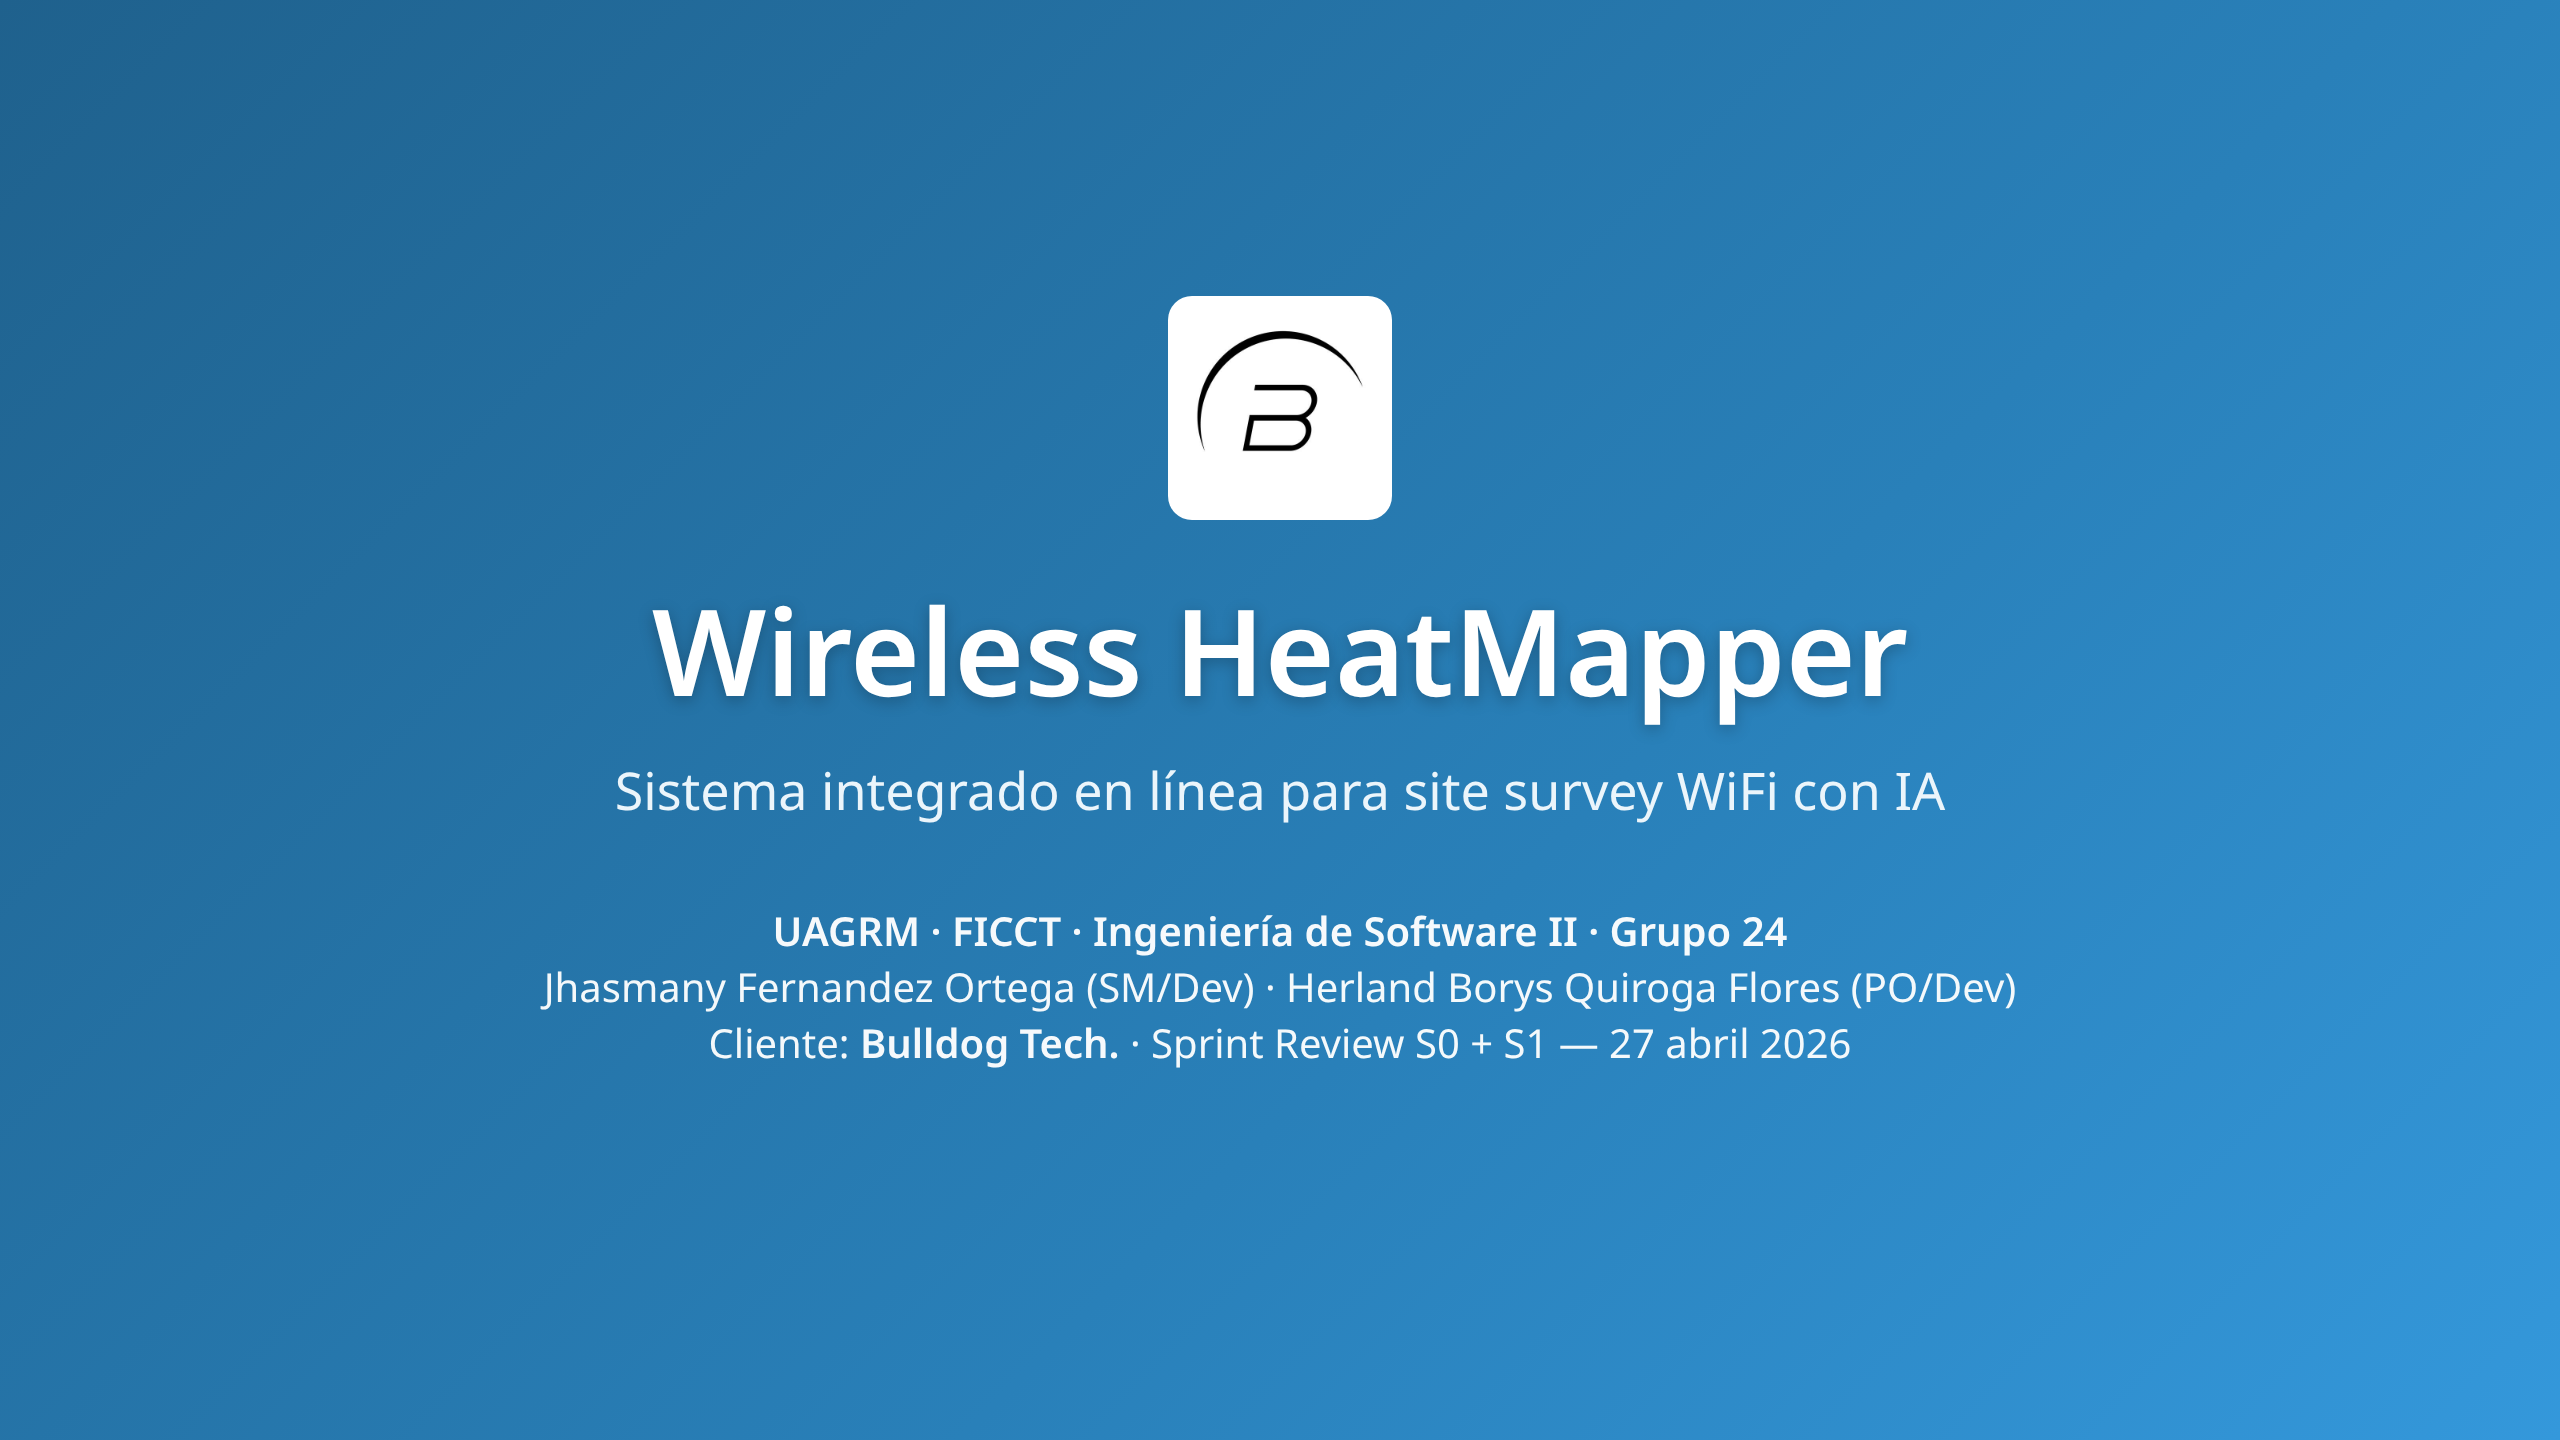 B
Wireless HeatMapper
Sistema integrado en línea para site survey WiFi con IA
UAGRM · FICCT · Ingeniería de Software II · Grupo 24
Jhasmany Fernandez Ortega (SM/Dev) · Herland Borys Quiroga Flores (PO/Dev)
Cliente: Bulldog Tech. · Sprint Review S0 + S1 — 27 abril 2026